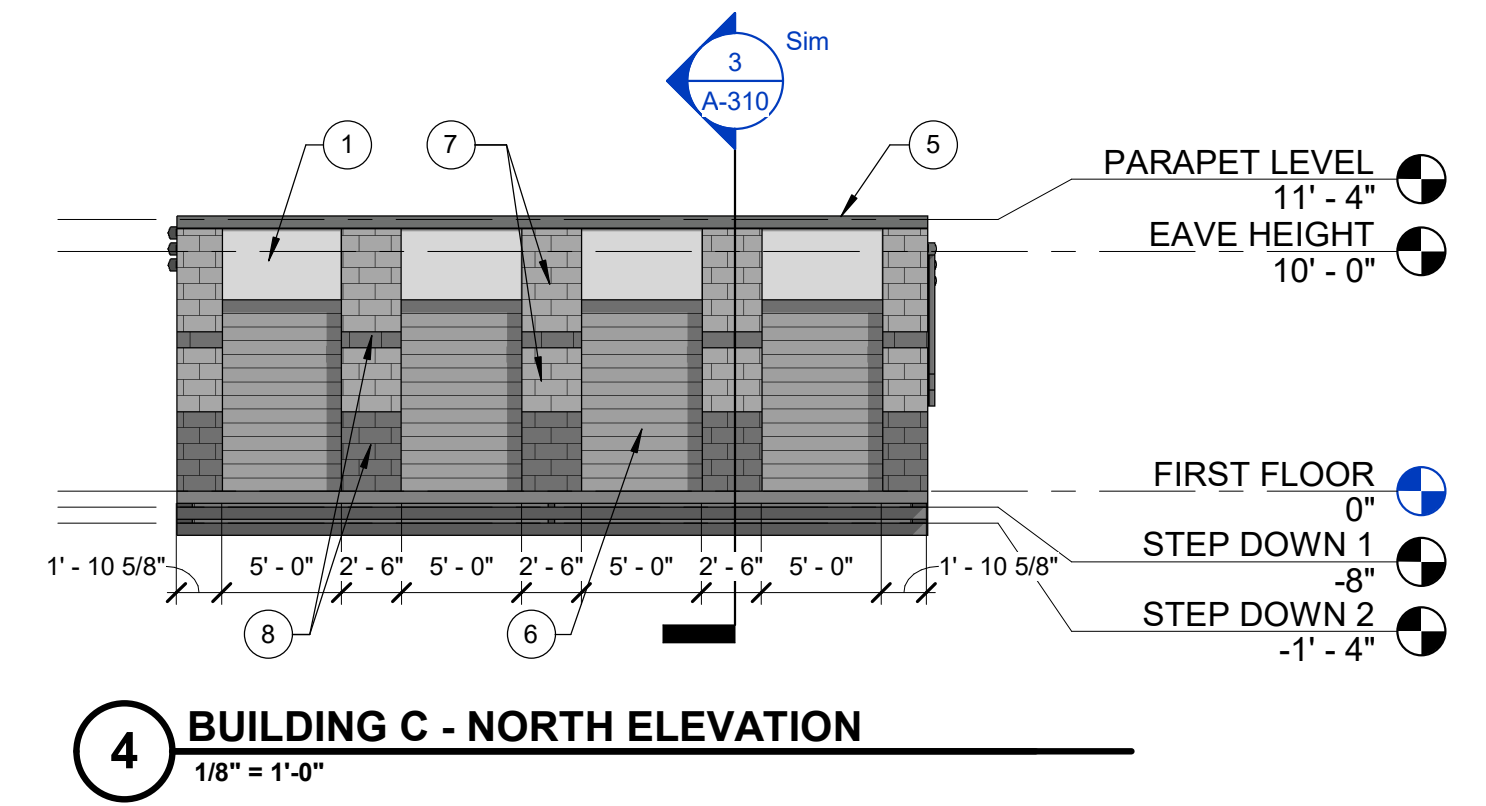 3
A-310
Sim
1
7
5
PARAPET LEVEL
11' - 4"
EAVE HEIGHT
10' - 0"
FIRST FLOOR
0"
STEP DOWN 1
-8"
STEP DOWN 2
-1' - 4"
1' - 10 5/8" 5' - 0" 2' - 6" 5' - 0" 2' - 6" 5' - 0" 2' - 6" 5' - 0" 1' - 10 5/8"
8
6
4
BUILDING C - NORTH ELEVATION
1/8" = 1'-0"